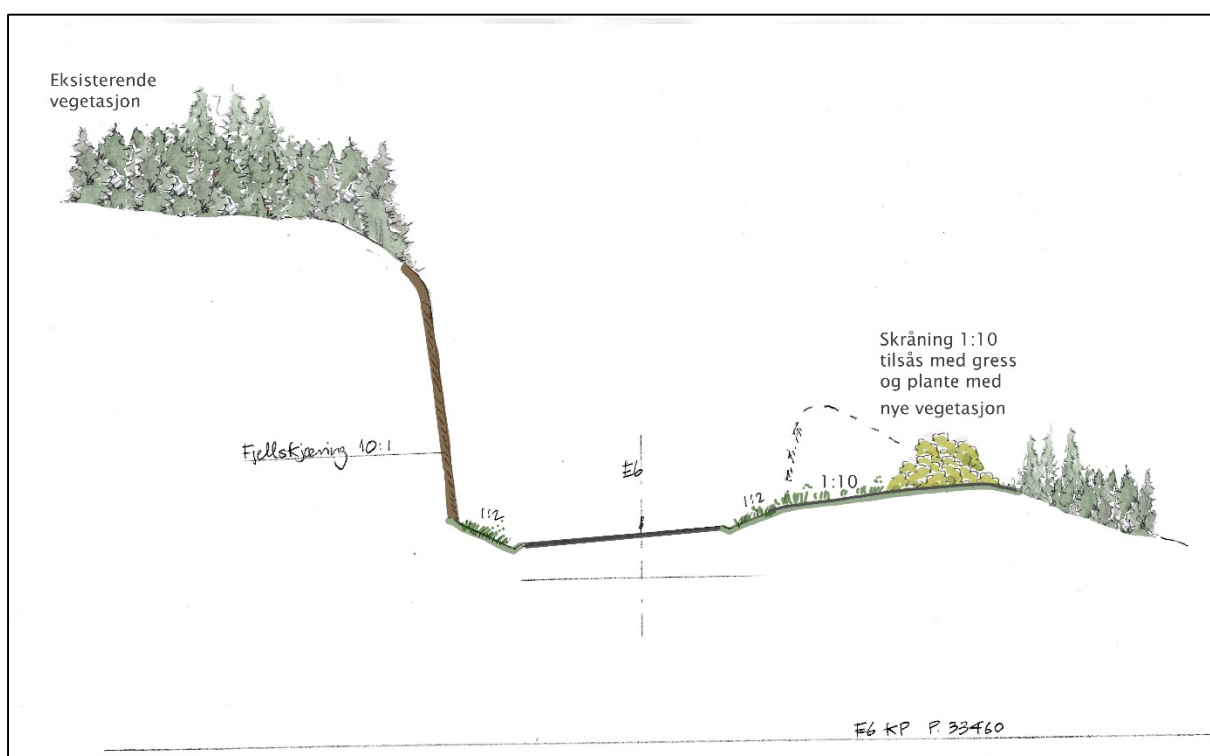 Eksisterende
vegetasjon
Skråning 1:10
tilsås med gress
og plante med
nye vegetasjon
Fjellskjæring 10:1
E6
1:2
1:2
1:10
E6 KP P. 33460